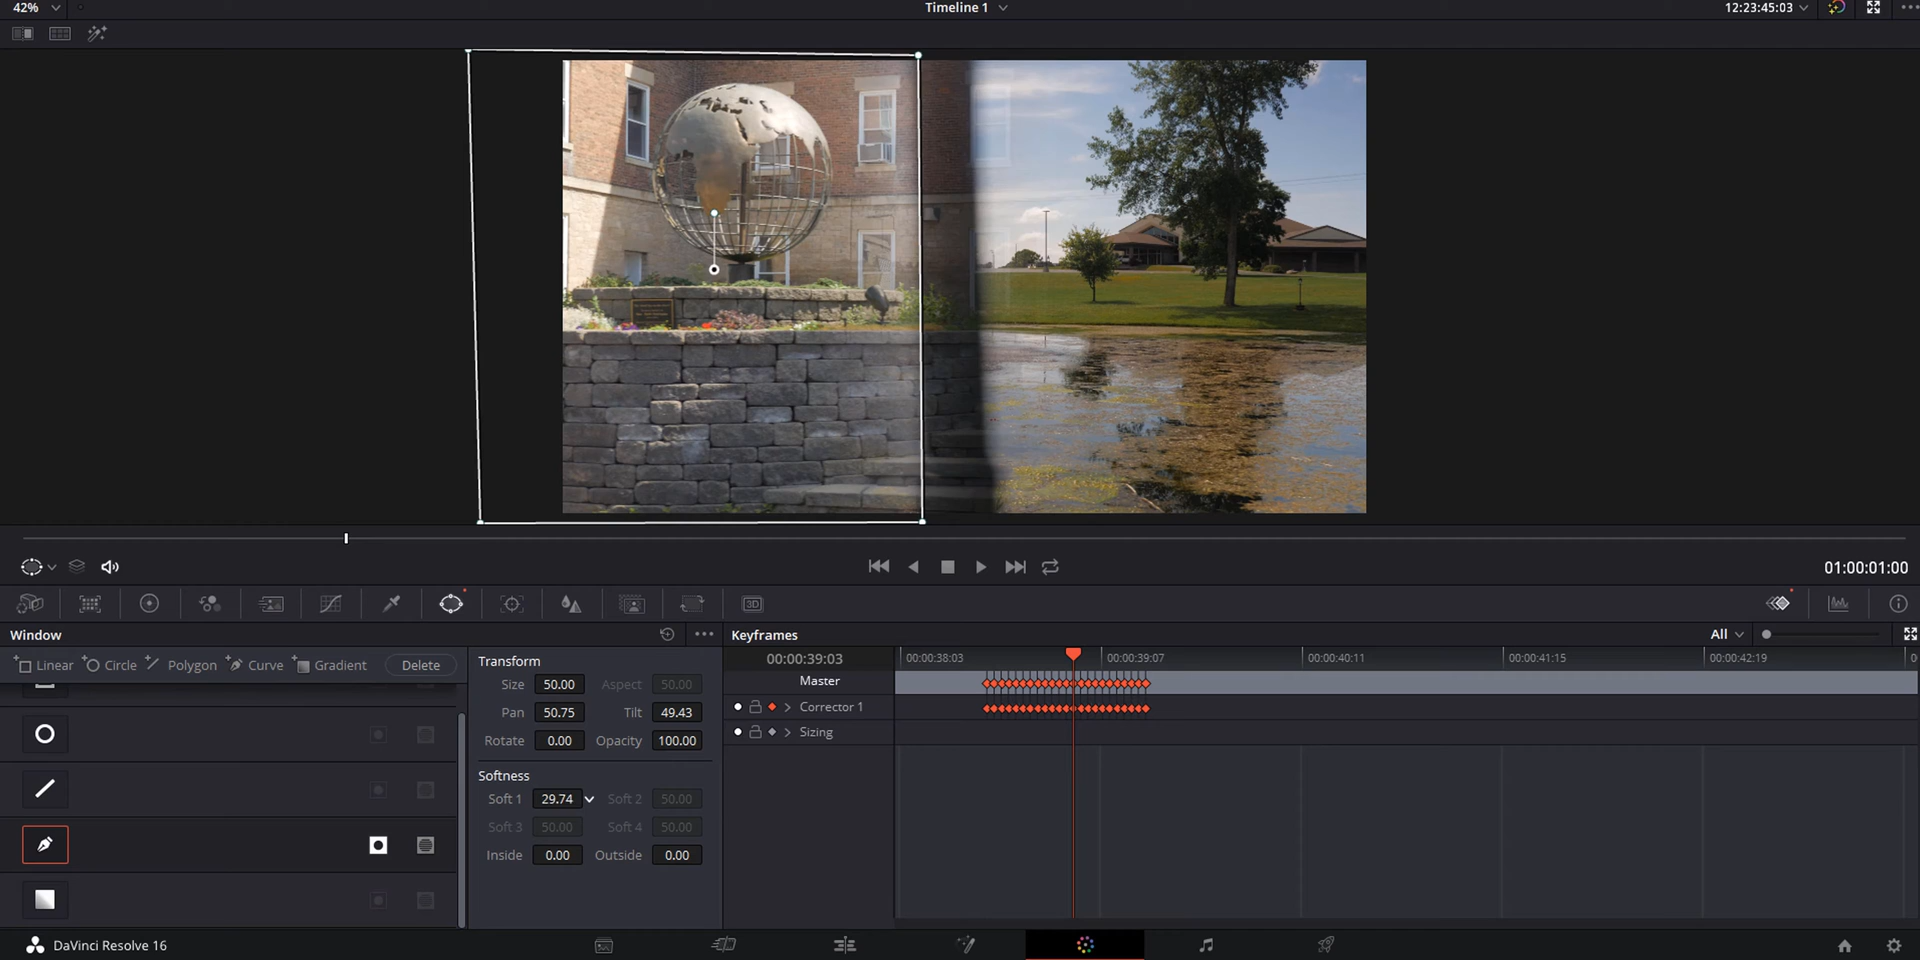 42%
Timeline 1
12:23:45:03
01:00:01:00
3D
Window
Linear
Circle
Polygon
Curve
Gradient
Delete
Transform
Size 50.00 Aspect 50.00
Pan 50.75 Tilt 49.43
Rotate 0.00 Opacity 100.00
Softness
Soft 1 29.74 Soft 2 50.00
Soft 3 50.00 Soft 4 50.00
Inside 0.00 Outside 0.00
Keyframes
All
00:00:39:03
00:00:38:03 00:00:39:07 00:00:40:11 00:00:41:15 00:00:42:19 0
Master
Corrector 1
Sizing
DaVinci Resolve 16